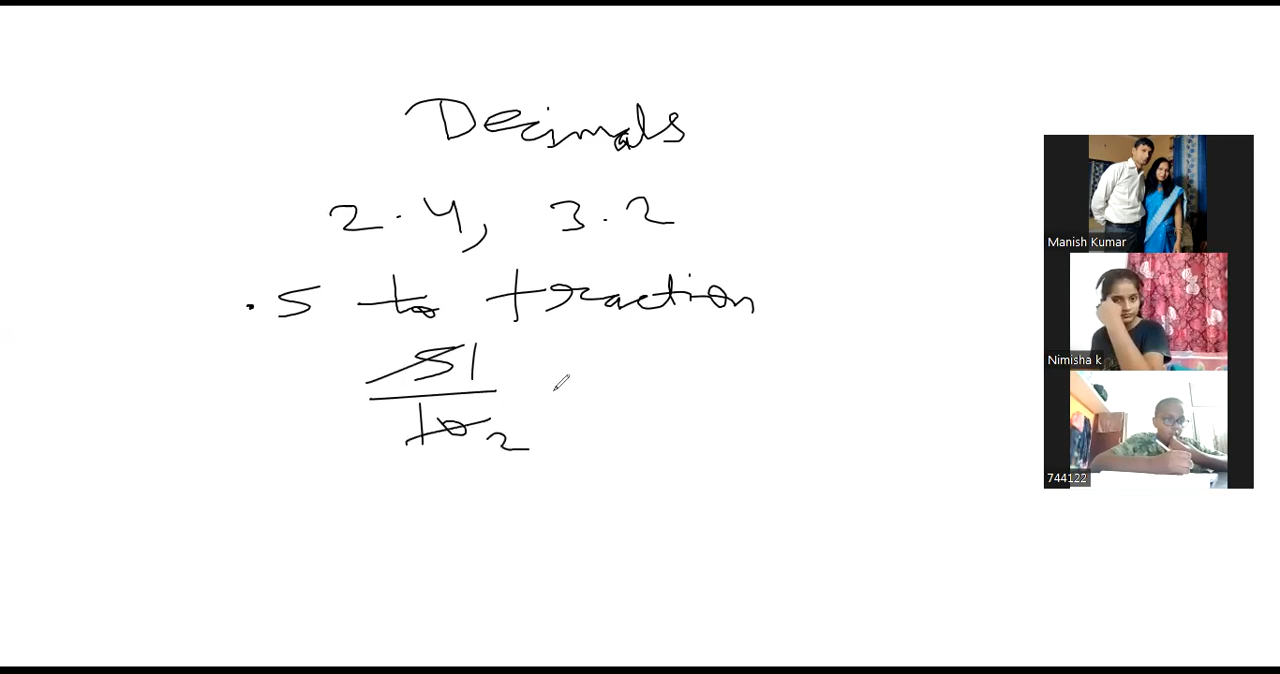 Decimals
2.4, 3.2
.5 to fraction
5 1
10 2
Manish Kumar
Nimisha k
744122